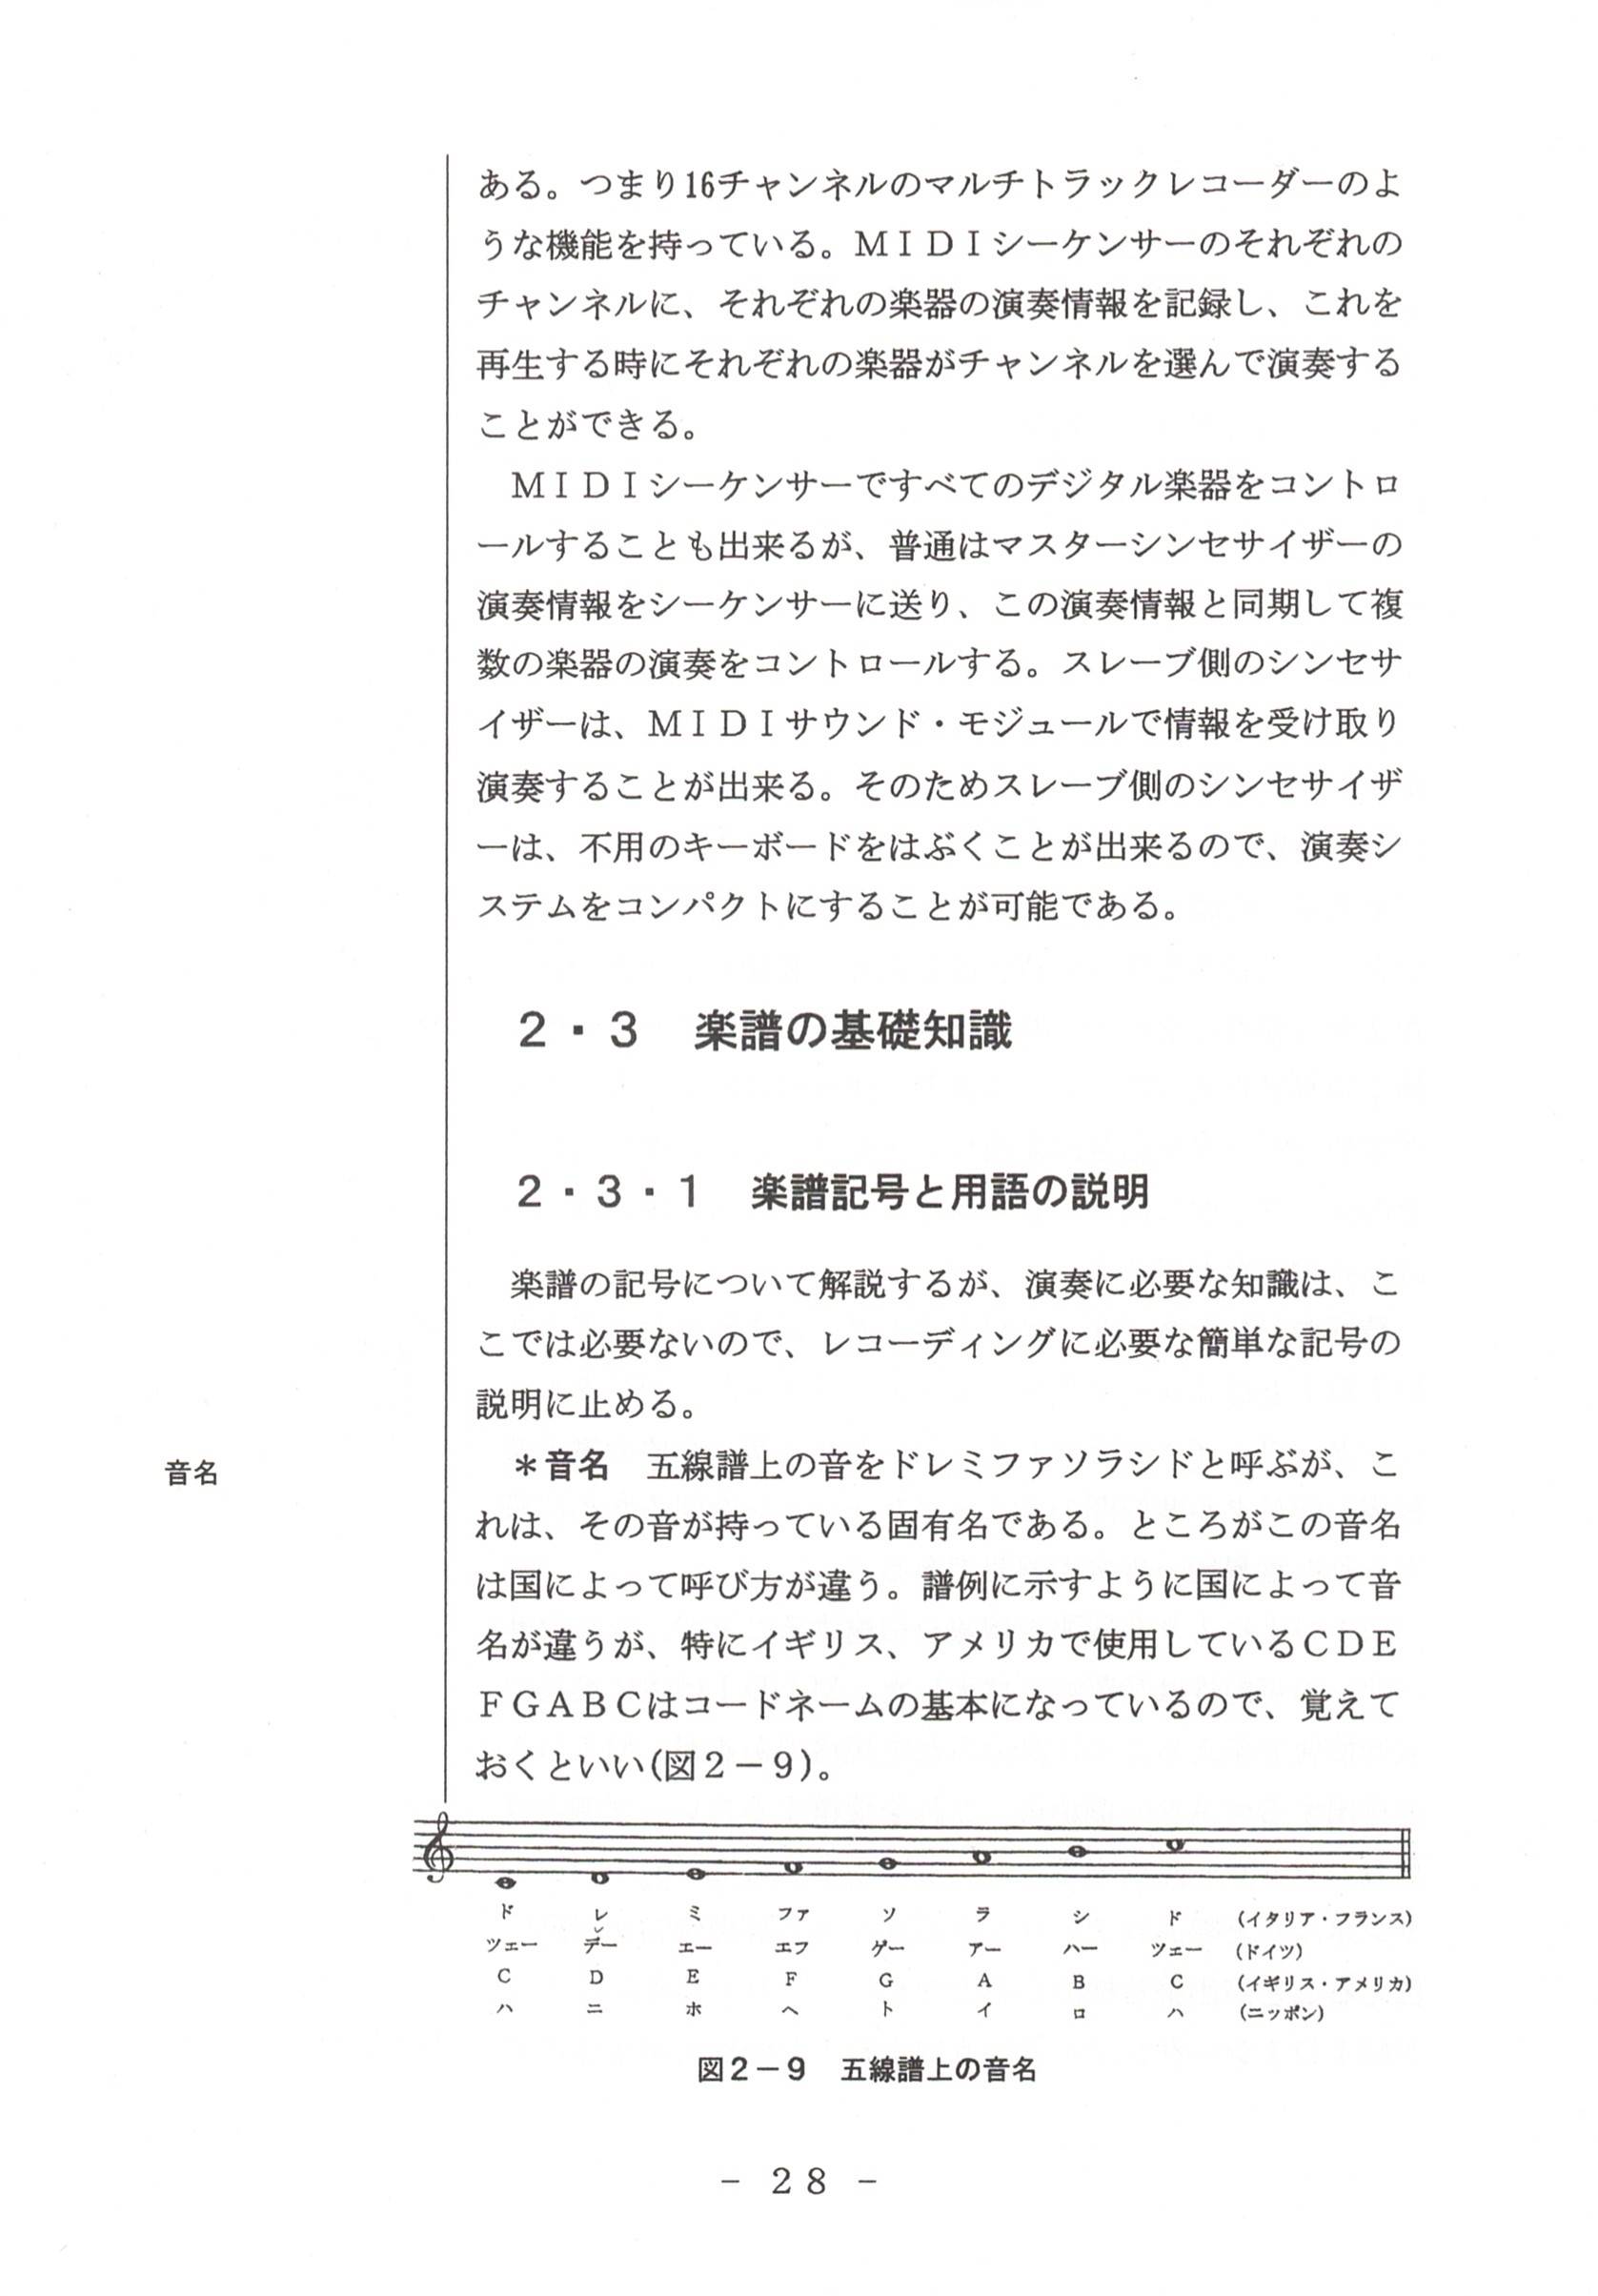 ある。つまり16チャンネルのマルチトラックレコーダーのよ
うな機能を持っている。ＭＩＤＩシーケンサーのそれぞれの
チャンネルに、それぞれの楽器の演奏情報を記録し、これを
再生する時にそれぞれの楽器がチャンネルを選んで演奏する
ことができる。
ＭＩＤＩシーケンサーですべてのデジタル楽器をコントロ
ールすることも出来るが、普通はマスターシンセサイザーの
演奏情報をシーケンサーに送り、この演奏情報と同期して複
数の楽器の演奏をコントロールする。スレーブ側のシンセサ
イザーは、ＭＩＤＩサウンド・モジュールで情報を受け取り
演奏することが出来る。そのためスレーブ側のシンセサイザ
ーは、不用のキーボードをはぶくことが出来るので、演奏シ
ステムをコンパクトにすることが可能である。
２・３　楽譜の基礎知識
２・３・１　楽譜記号と用語の説明
楽譜の記号について解説するが、演奏に必要な知識は、こ
こでは必要ないので、レコーディングに必要な簡単な記号の
説明に止める。
音名
＊音名　五線譜上の音をドレミファソラシドと呼ぶが、こ
れは、その音が持っている固有名である。ところがこの音名
は国によって呼び方が違う。譜例に示すように国によって音
名が違うが、特にイギリス、アメリカで使用しているＣＤＥ
ＦＧＡＢＣはコードネームの基本になっているので、覚えて
おくといい(図２－９)。
ド　レ　ミ　ファ　ソ　ラ　シ　ド　(イタリア・フランス)
ツェー　デー　エー　エフ　ゲー　アー　ハー　ツェー　(ドイツ)
C　D　E　F　G　A　B　C　(イギリス・アメリカ)
ハ　ニ　ホ　ヘ　ト　イ　ロ　ハ　(ニッポン)
図２－９　五線譜上の音名
－ 28 －